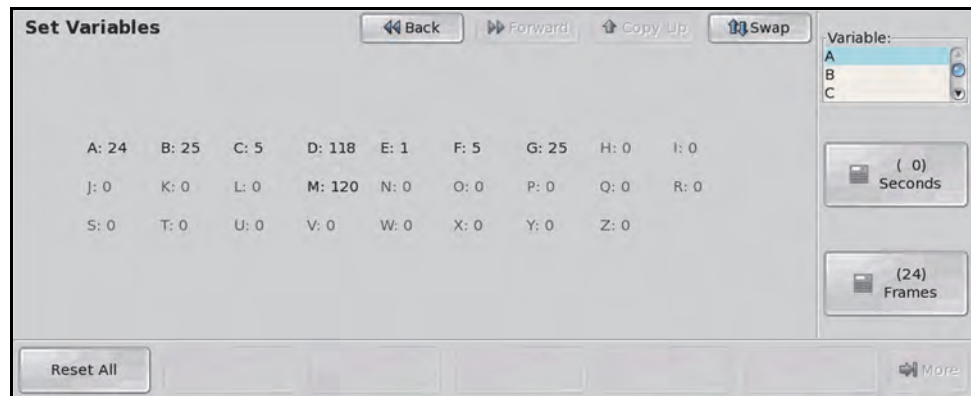 Set Variables
Back
Forward
Copy Up
Swap
Variable:
A
B
C
A: 24 B: 25 C: 5 D: 118 E: 1 F: 5 G: 25 H: 0 I: 0
J: 0 K: 0 L: 0 M: 120 N: 0 O: 0 P: 0 Q: 0 R: 0
S: 0 T: 0 U: 0 V: 0 W: 0 X: 0 Y: 0 Z: 0
( 0)
Seconds
(24)
Frames
Reset All
More